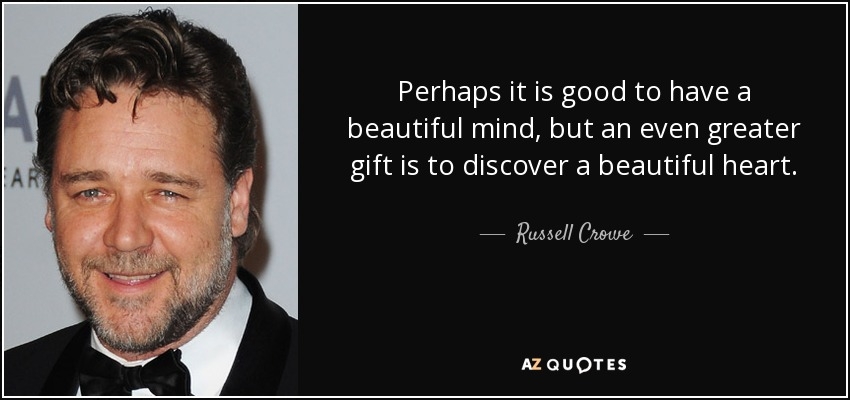 A
EAR
Perhaps it is good to have a
beautiful mind, but an even greater
gift is to discover a beautiful heart.
Russell Crowe
AZ QUOTES